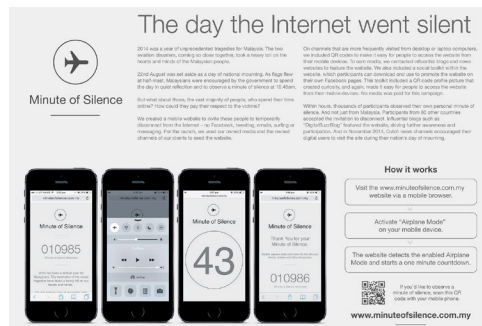 The day the Internet went silent
Minute of Silence
2014 was a year of unprecedented tragedies for Malaysia. The two
aviation disasters, coming so close together, took a heavy toll on the
hearts and minds of the Malaysian people.
22nd August was set aside as a day of national mourning. As flags flew
at half-mast, Malaysians were encouraged by the government to spend
the day in quiet reflection and to observe a minute of silence at 10.45am.
But what about those, the vast majority of people, who spend their time
online? How could they pay their respect to the victims?
We created a mobile website to invite these people to temporarily
disconnect from the Internet – no Facebook, tweeting, emails, surfing or
messaging. For the launch, we used our owned media and the owned
channels of our clients to seed the website.
On channels that are more frequently visited from desktop or laptop computers,
we included QR codes to make it easy for people to access the website from
their mobile devices. To earn media, we contacted influential blogs and news
websites to feature the website. We also included a social toolkit within the
website, which participants can download and use to promote the website on
their own Facebook pages. This toolkit included a QR code profile picture that
created curiosity, and again, made it easy for people to access the website
from their mobile devices. No media was paid for this campaign.
Within hours, thousands of participants observed their own personal minute of
silence. And not just from Malaysia. Participants from 90 other countries
accepted the invitation to disconnect. Influential blogs such as
"DigitalBuzzBlog" featured the website, driving further awareness and
participation. And in November 2014, Dutch news channels encouraged their
digital users to visit the site during their nation's day of mourning.
How it works
Visit the www.minuteofsilence.com.my
website via a mobile browser.
Activate "Airplane Mode"
on your mobile device.
The website detects the enabled Airplane
Mode and starts a one minute countdown.
If you'd like to observe a
minute of silence, scan this QR
code with your mobile phone.
www.minuteofsilence.com.my
Minute of Silence
010985
Minute of Silence
43
Minute of Silence
Thank You for your
Minute of Silence.
010986